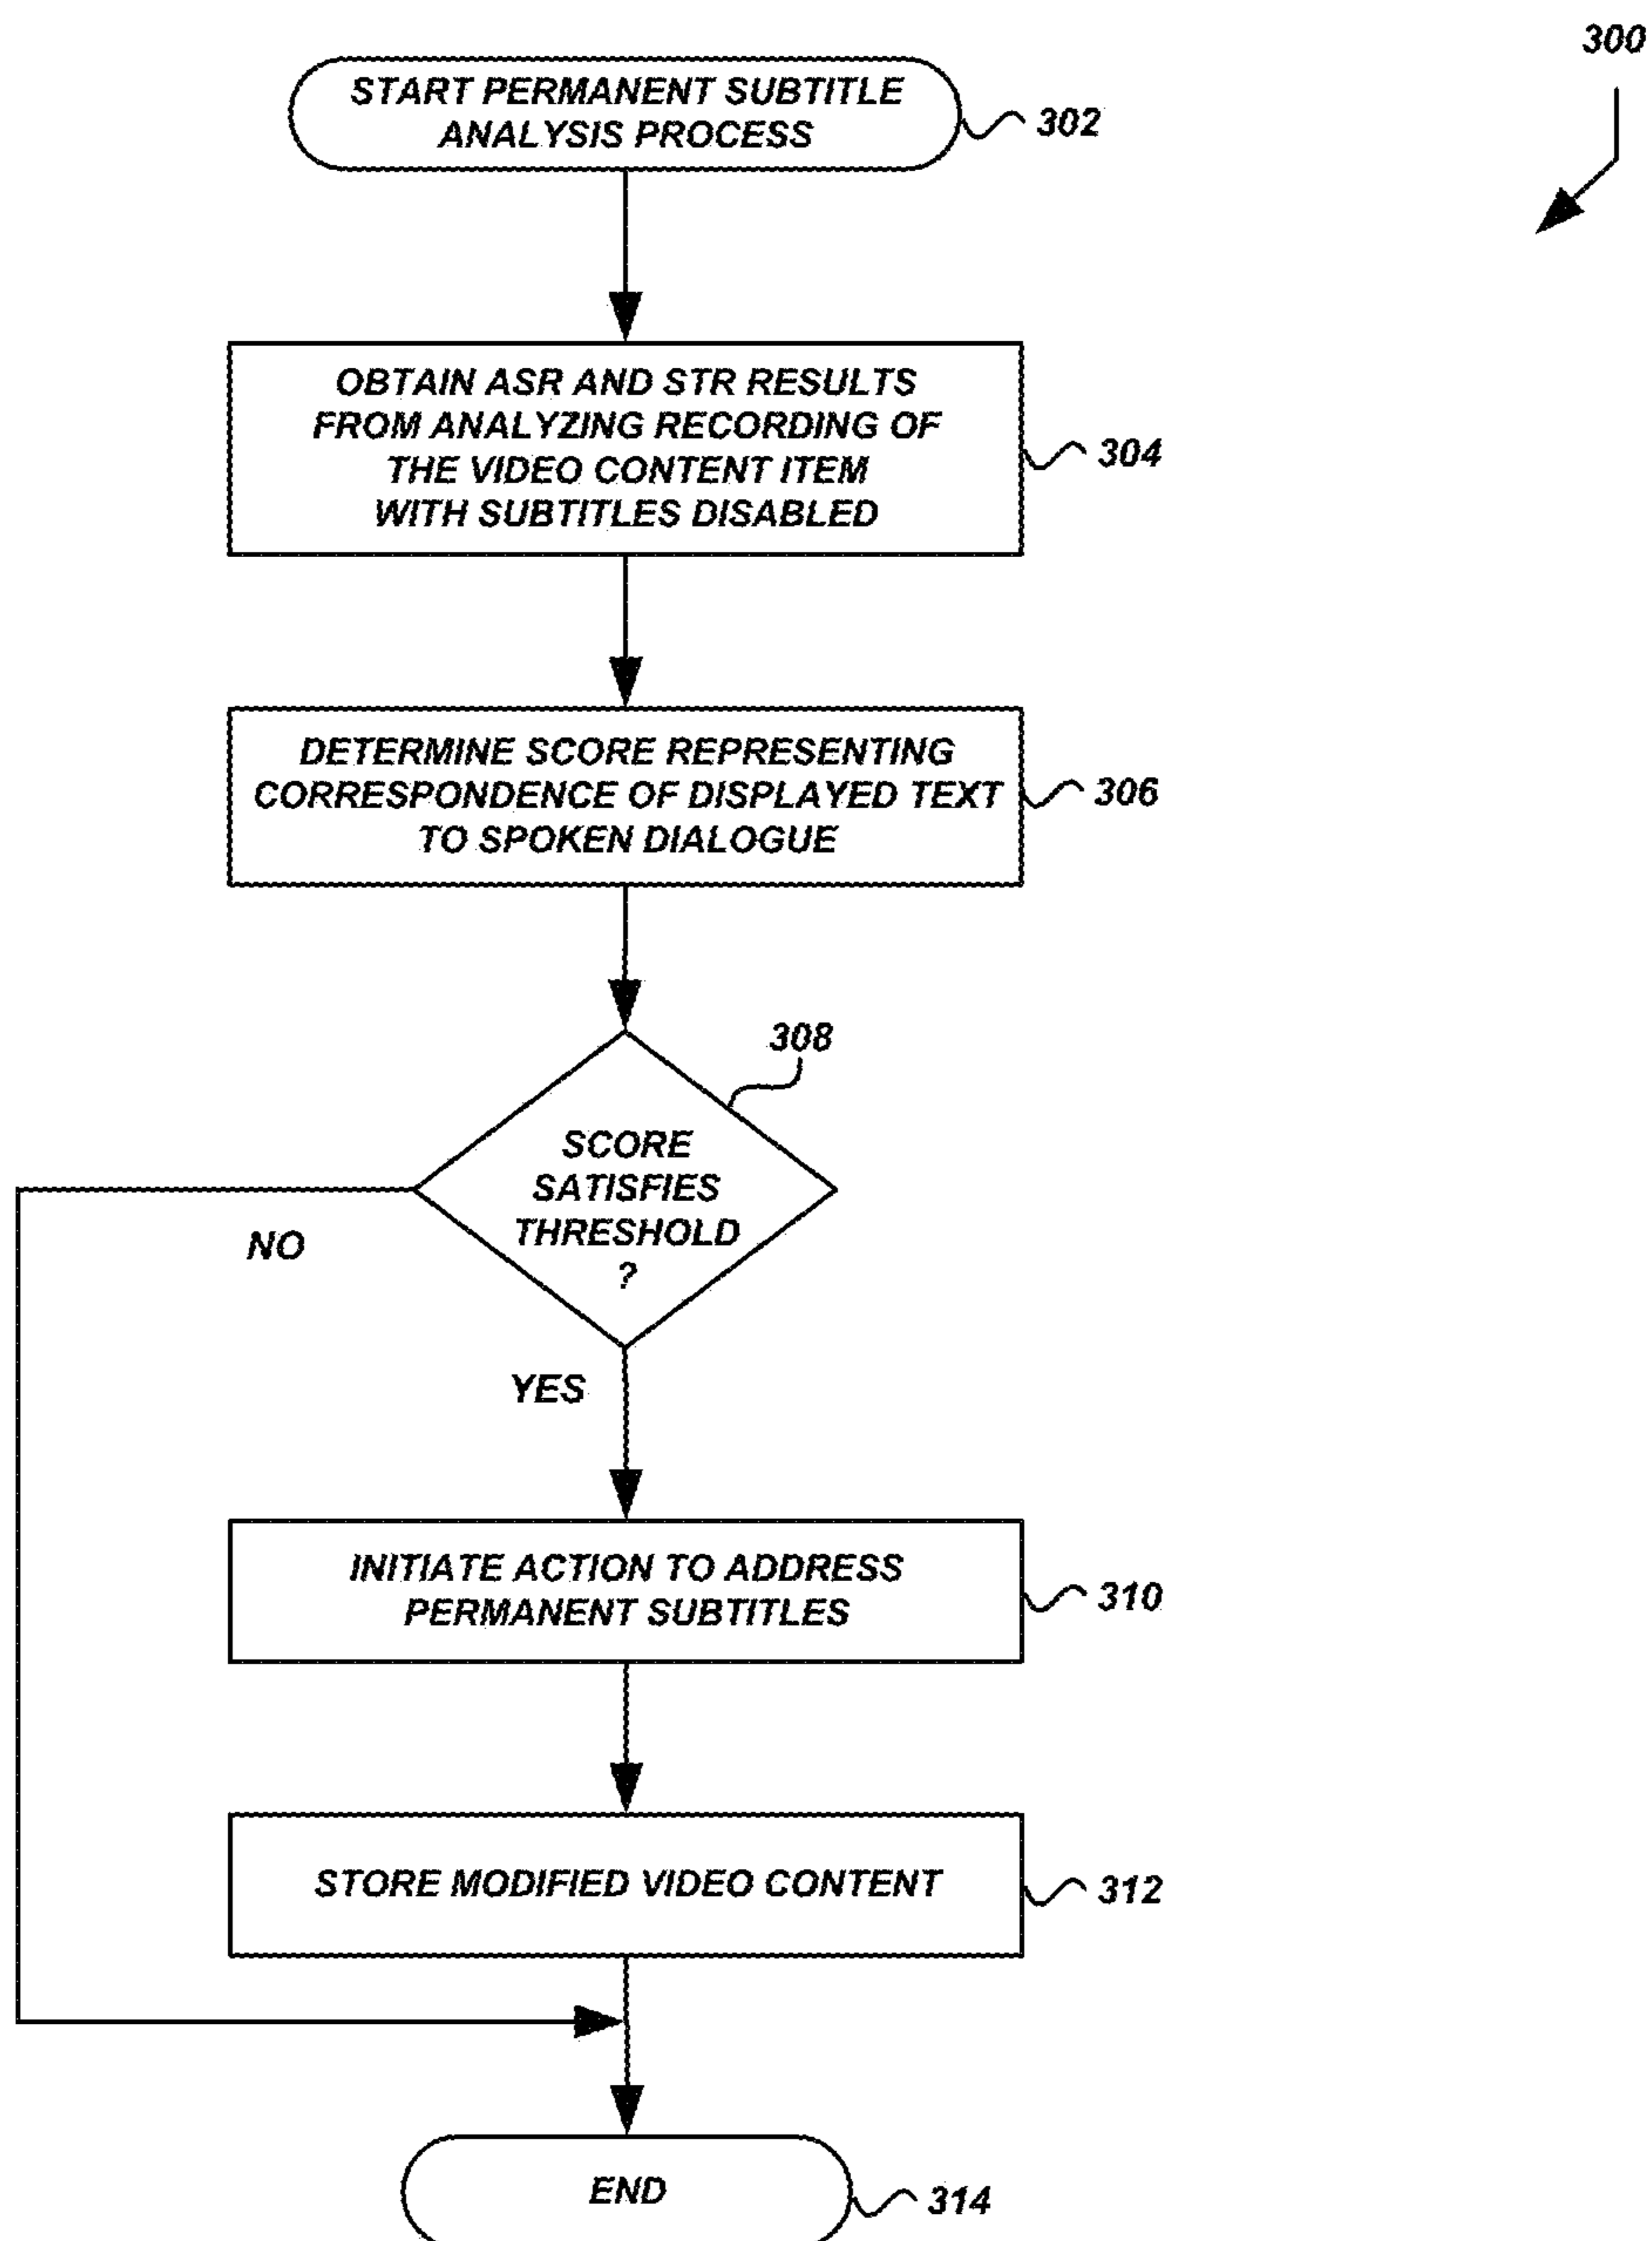 300
START PERMANENT SUBTITLE
ANALYSIS PROCESS
302
OBTAIN ASR AND STR RESULTS
FROM ANALYZING RECORDING OF
THE VIDEO CONTENT ITEM
WITH SUBTITLES DISABLED
304
DETERMINE SCORE REPRESENTING
CORRESPONDENCE OF DISPLAYED TEXT
TO SPOKEN DIALOGUE
306
308
SCORE
SATISFIES
THRESHOLD
?
NO
YES
INITIATE ACTION TO ADDRESS
PERMANENT SUBTITLES
310
STORE MODIFIED VIDEO CONTENT
312
END
314